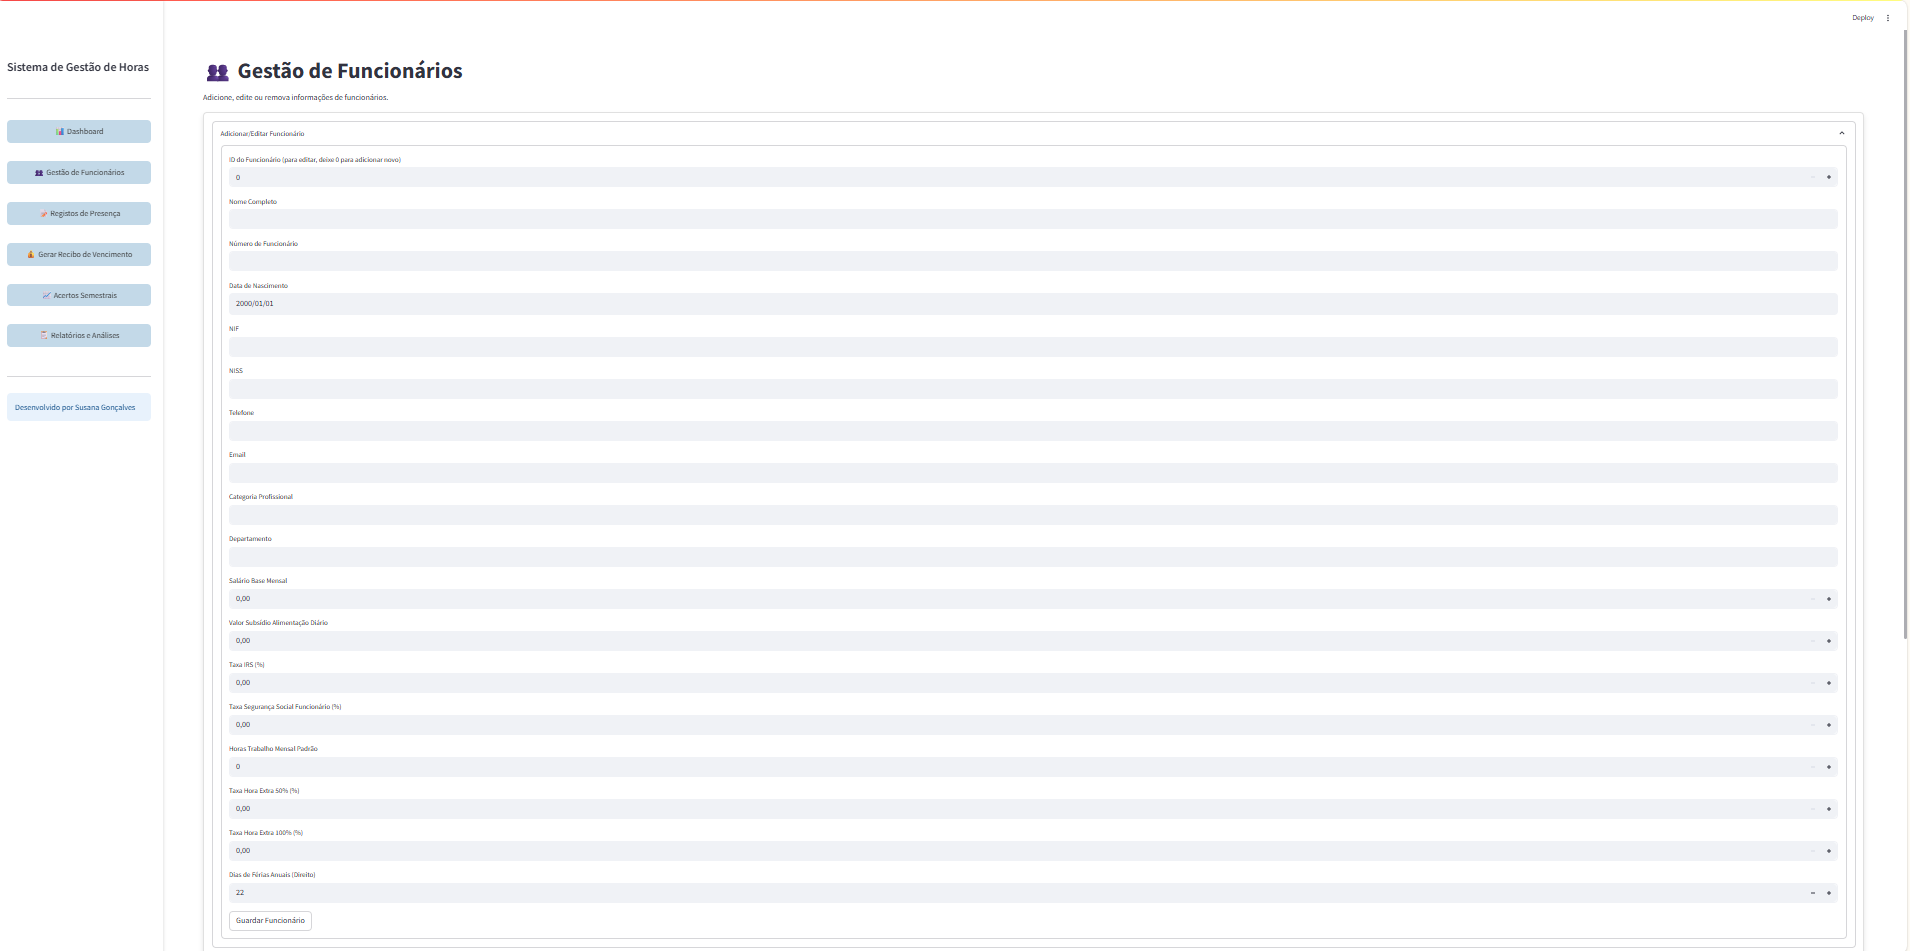 Deploy
Sistema de Gestão de Horas
Dashboard
Gestão de Funcionários
Registos de Presença
Gerar Recibo de Vencimento
Acertos Semestrais
Relatórios e Análises
Desenvolvido por Susana Gonçalves
Gestão de Funcionários
Adicione, edite ou remova informações de funcionários.
Adicionar/Editar Funcionário
ID do Funcionário (para editar, deixe 0 para adicionar novo)
0
Nome Completo
Número de Funcionário
Data de Nascimento
2000/01/01
NIF
NISS
Telefone
Email
Categoria Profissional
Departamento
Salário Base Mensal
0,00
Valor Subsídio Alimentação Diário
0,00
Taxa IRS (%)
0,00
Taxa Segurança Social Funcionário (%)
0,00
Horas Trabalho Mensal Padrão
0
Taxa Hora Extra 50% (%)
0,00
Taxa Hora Extra 100% (%)
0,00
Dias de Férias Anuais (Direito)
22
Guardar Funcionário